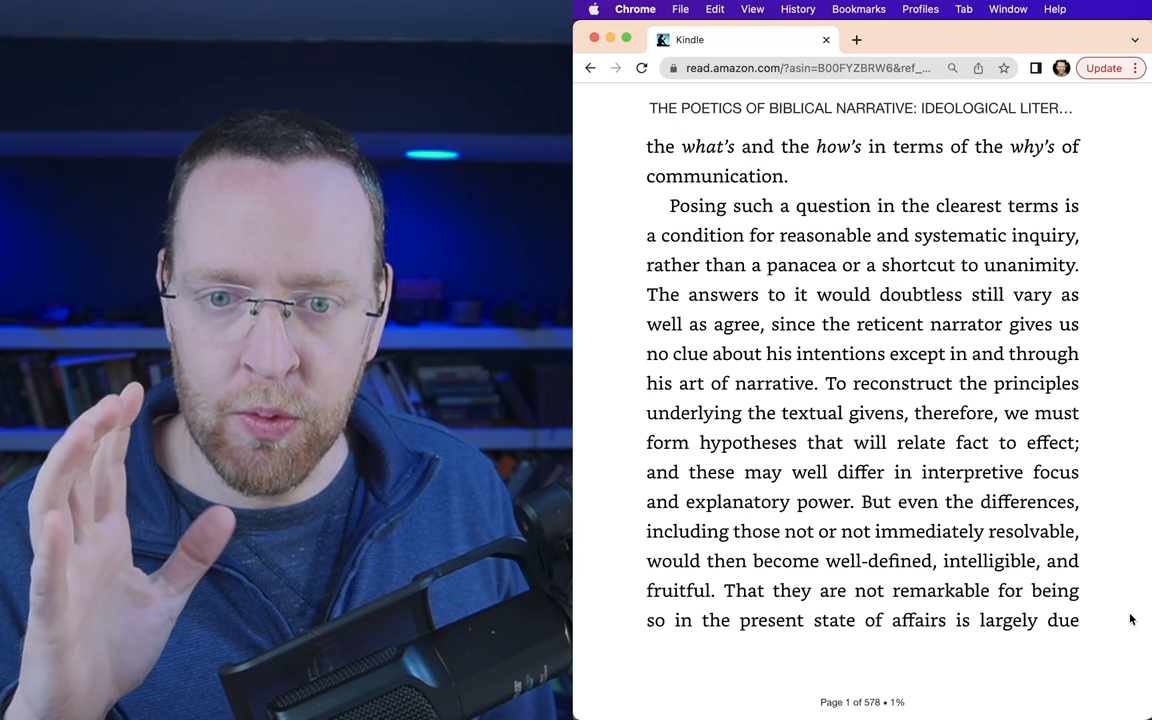 Chrome File Edit View History Bookmarks Profiles Tab Window Help
Kindle
read.amazon.com/?asin=B00FYZBRW6&ref_...
Update
THE POETICS OF BIBLICAL NARRATIVE: IDEOLOGICAL LITER...
the what's and the how's in terms of the why's of
communication.
Posing such a question in the clearest terms is
a condition for reasonable and systematic inquiry,
rather than a panacea or a shortcut to unanimity.
The answers to it would doubtless still vary as
well as agree, since the reticent narrator gives us
no clue about his intentions except in and through
his art of narrative. To reconstruct the principles
underlying the textual givens, therefore, we must
form hypotheses that will relate fact to effect;
and these may well differ in interpretive focus
and explanatory power. But even the differences,
including those not or not immediately resolvable,
would then become well-defined, intelligible, and
fruitful. That they are not remarkable for being
so in the present state of affairs is largely due
Page 1 of 578 • 1%